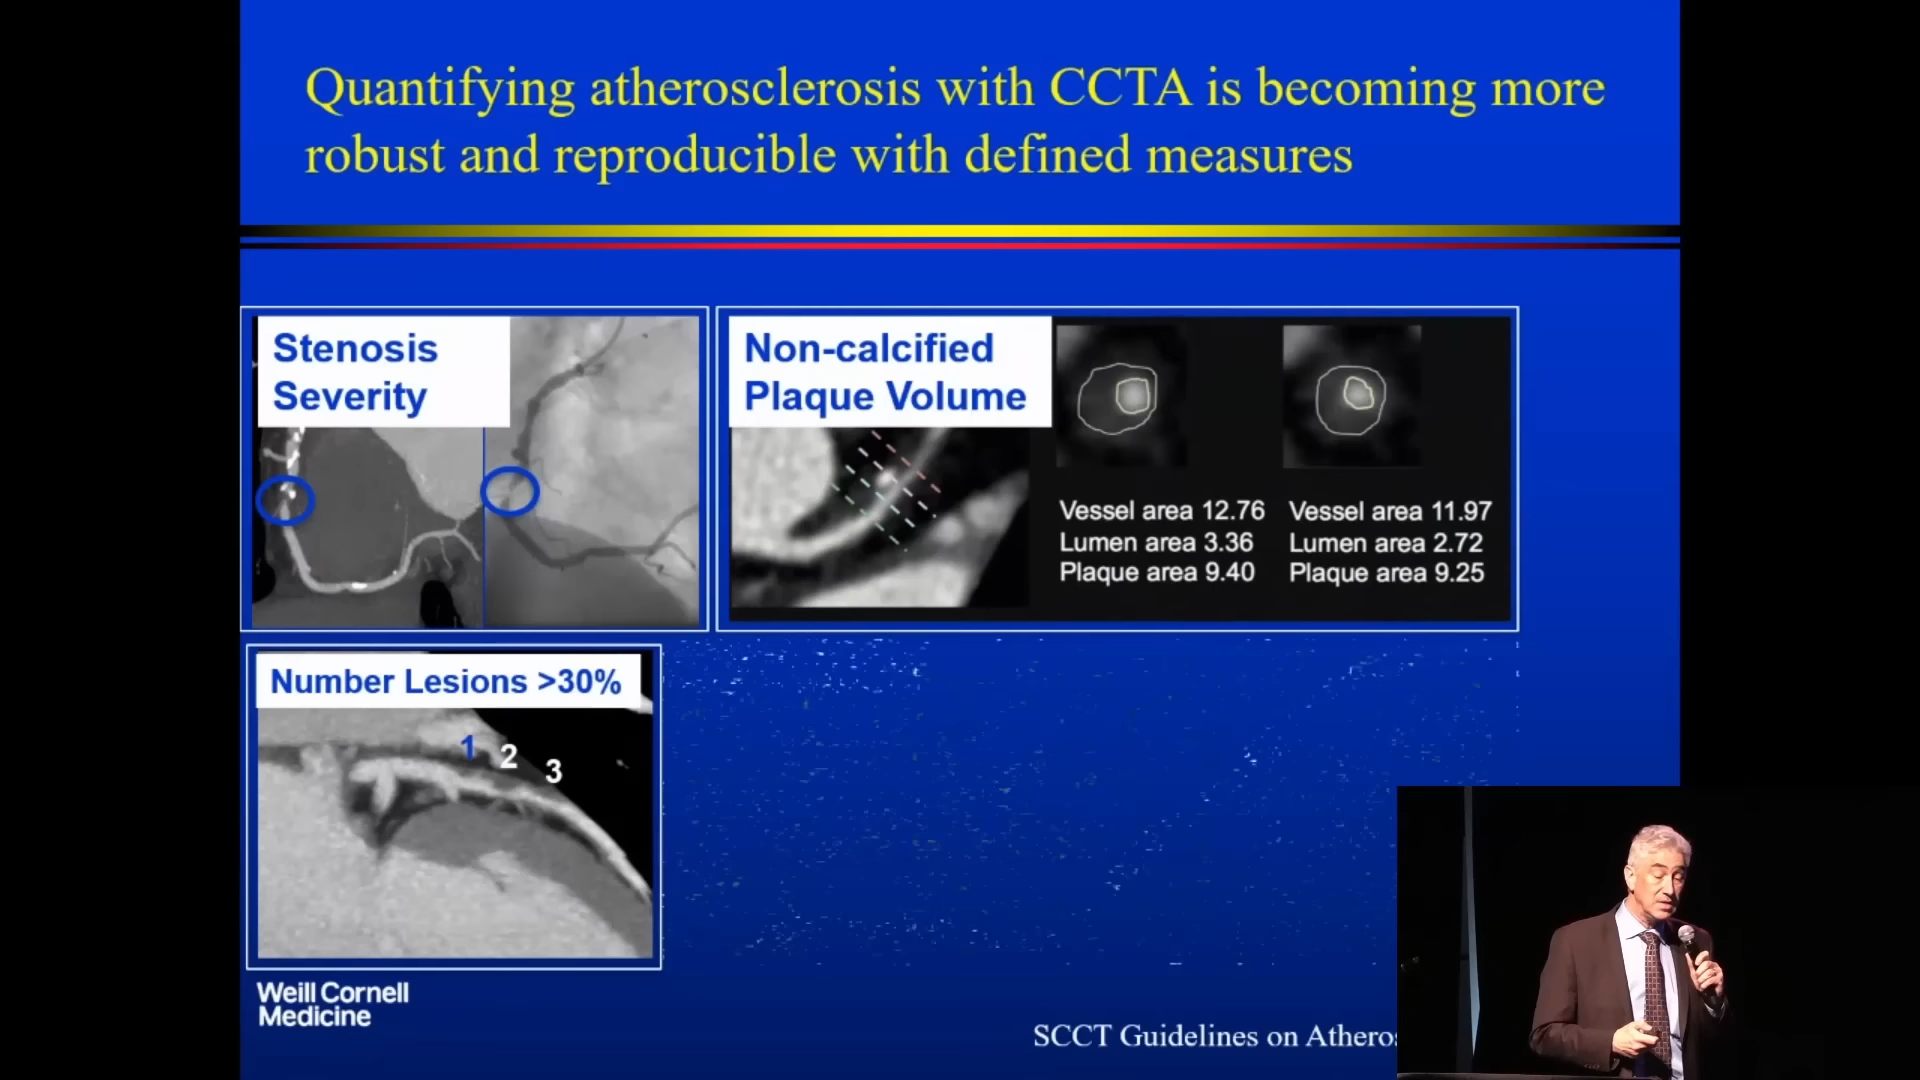 Quantifying atherosclerosis with CCTA is becoming more
robust and reproducible with defined measures
Stenosis
Severity
Non-calcified
Plaque Volume
Vessel area 12.76
Lumen area 3.36
Plaque area 9.40
Vessel area 11.97
Lumen area 2.72
Plaque area 9.25
Number Lesions >30%
1
2
3
Weill Cornell
Medicine
SCCT Guidelines on